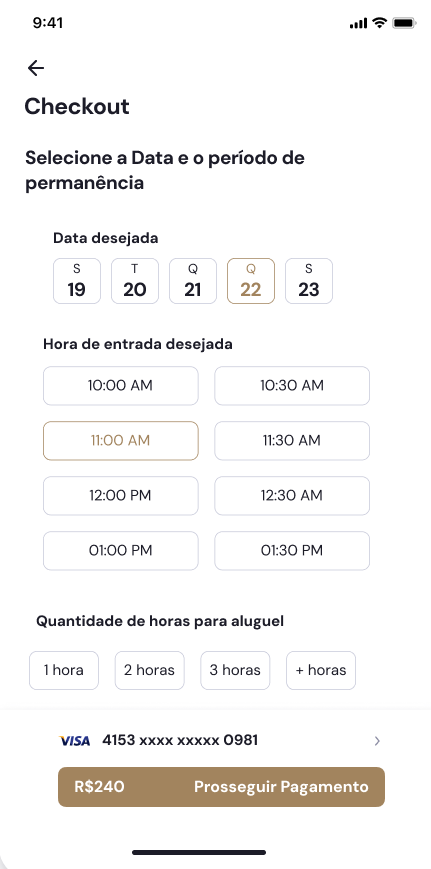 9:41
Checkout
Selecione a Data e o período de
permanência
Data desejada
S T Q Q S
19 20 21 22 23
Hora de entrada desejada
10:00 AM 10:30 AM
11:00 AM 11:30 AM
12:00 PM 12:30 AM
01:00 PM 01:30 PM
Quantidade de horas para aluguel
1 hora 2 horas 3 horas + horas
VISA 4153 xxxx xxxxx 0981
R$240 Prosseguir Pagamento